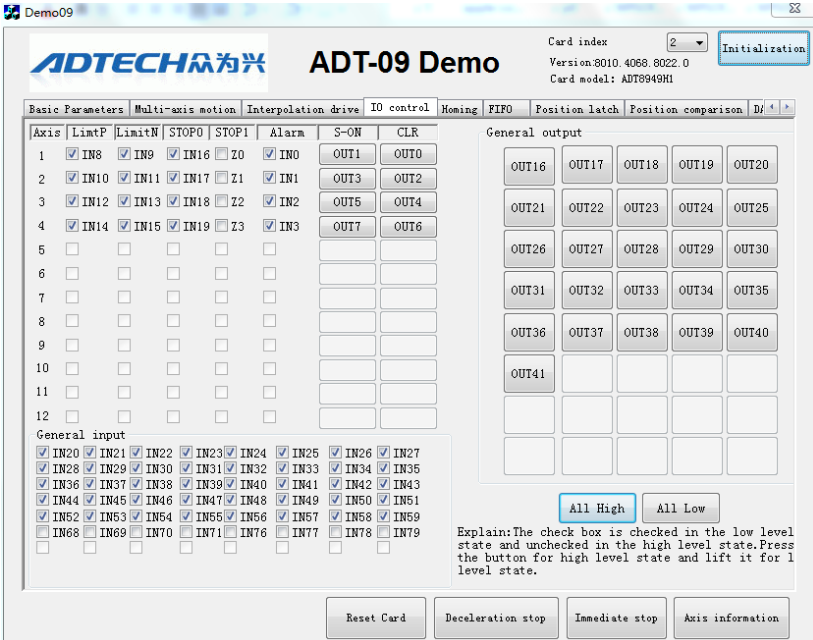 Demo09
ADTECH众为兴
ADT-09 Demo
Card index 2
Version:8010.4068.8022.0
Card model: ADT8949H1
Initialization
Basic Parameters Multi-axis motion Interpolation drive IO control Homing FIFO Position latch Position comparison
Axis LimtP LimitN STOP0 STOP1 Alarm S-ON CLR
1 IN8 IN9 IN16 Z0 IN0 OUT1 OUT0
2 IN10 IN11 IN17 Z1 IN1 OUT3 OUT2
3 IN12 IN13 IN18 Z2 IN2 OUT5 OUT4
4 IN14 IN15 IN19 Z3 IN3 OUT7 OUT6
5
6
7
8
9
10
11
12
General output
OUT16 OUT17 OUT18 OUT19 OUT20
OUT21 OUT22 OUT23 OUT24 OUT25
OUT26 OUT27 OUT28 OUT29 OUT30
OUT31 OUT32 OUT33 OUT34 OUT35
OUT36 OUT37 OUT38 OUT39 OUT40
OUT41
General input
IN20 IN21 IN22 IN23 IN24 IN25 IN26 IN27
IN28 IN29 IN30 IN31 IN32 IN33 IN34 IN35
IN36 IN37 IN38 IN39 IN40 IN41 IN42 IN43
IN44 IN45 IN46 IN47 IN48 IN49 IN50 IN51
IN52 IN53 IN54 IN55 IN56 IN57 IN58 IN59
IN68 IN69 IN70 IN71 IN76 IN77 IN78 IN79
All High All Low
Explain:The check box is checked in the low level
state and unchecked in the high level state.Press
the button for high level state and lift it for l
level state.
Reset Card Deceleration stop Immediate stop Axis information